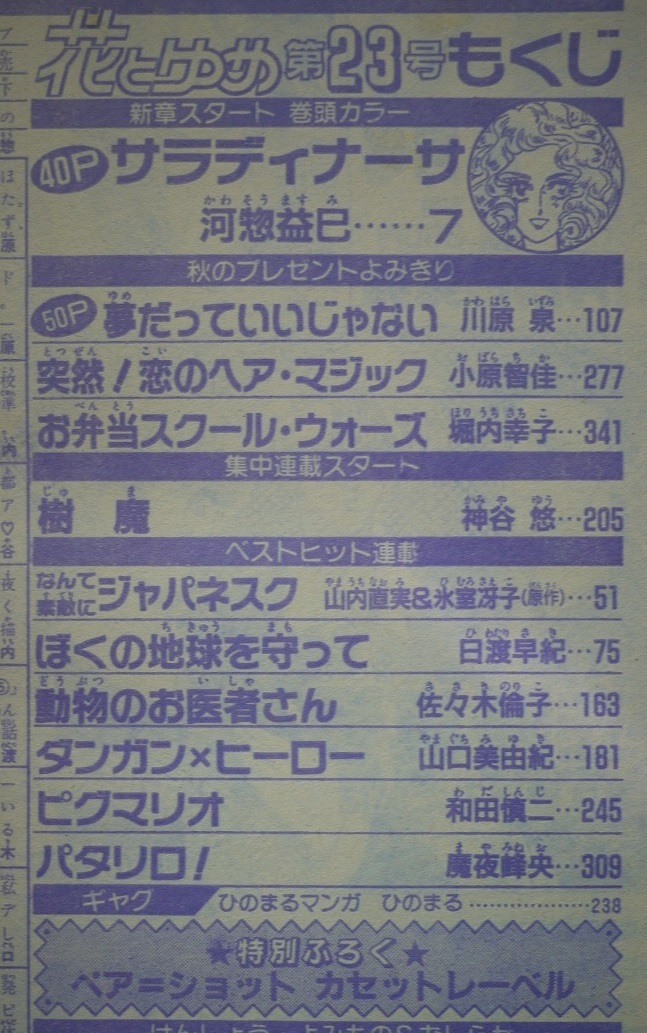 花とゆめ 第23号もくじ
新章スタート 巻頭カラー
40P サラディナーサ
河惣益巳……7
秋のプレゼントよみきり
50P 夢だっていいじゃない 川原 泉…107
突然!恋のヘア・マジック 小原智佳…277
お弁当スクール・ウォーズ 堀内幸子…341
集中連載スタート
樹 魔 神谷 悠…205
ベストヒット連載
なんて素敵にジャパネスク 山内直実&氷室冴子(原作)…51
ぼくの地球を守って 日渡早紀…75
動物のお医者さん 佐々木倫子…163
ダンガン×ヒーロー 山口美由紀…181
ピグマリオ 和田慎二…245
パタリロ! 魔夜峰央…309
ギャグ ひのまるマンガ ひのまる………………238
★特別ふろく★
ペア=ショット カセットレーベル